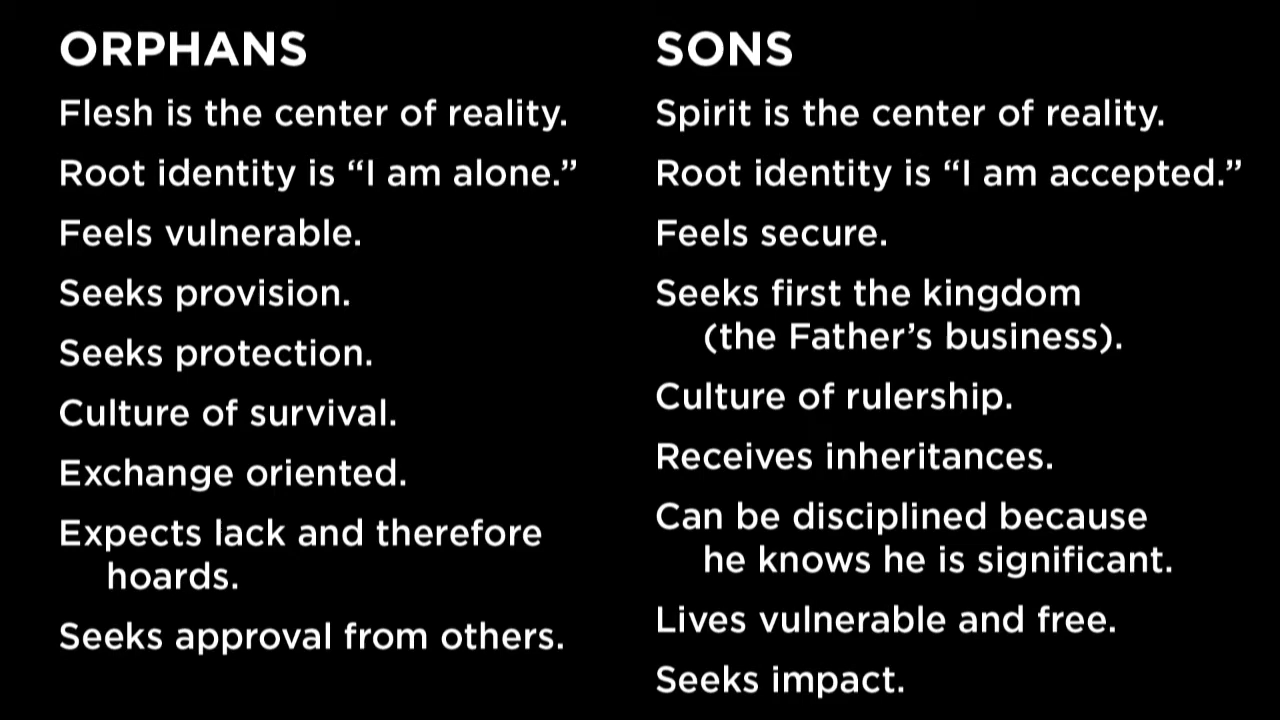 ORPHANS
Flesh is the center of reality.
Root identity is “I am alone.”
Feels vulnerable.
Seeks provision.
Seeks protection.
Culture of survival.
Exchange oriented.
Expects lack and therefore
hoards.
Seeks approval from others.
SONS
Spirit is the center of reality.
Root identity is “I am accepted.”
Feels secure.
Seeks first the kingdom
(the Father’s business).
Culture of rulership.
Receives inheritances.
Can be disciplined because
he knows he is significant.
Lives vulnerable and free.
Seeks impact.